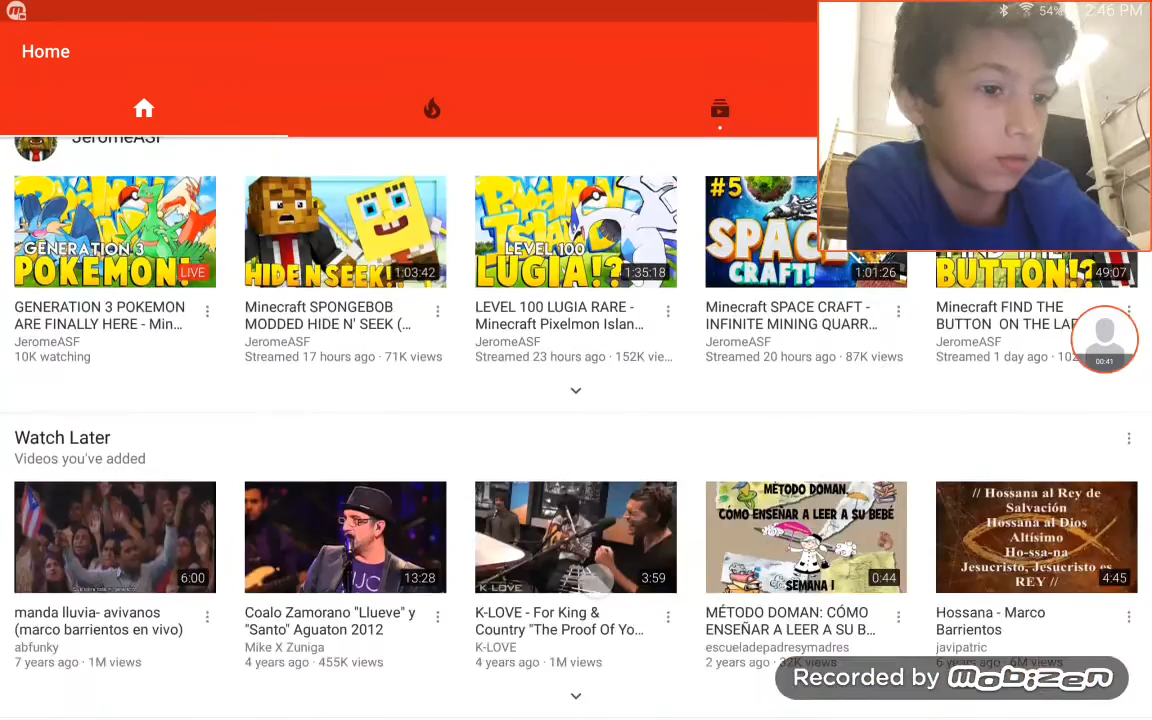 54% 2:46 PM
Home
JeromeASF
GENERATION 3
POKEMON!
LIVE
HIDE N SEEK!
1:03:42
LEVEL 100
LUGIA!?
1:35:18
#5
SPACE
CRAFT!
1:01:26
BUTTON!?
49:07
GENERATION 3 POKEMON
ARE FINALLY HERE - Min...
JeromeASF
10K watching
Minecraft SPONGEBOB
MODDED HIDE N' SEEK (...
JeromeASF
Streamed 17 hours ago · 71K views
LEVEL 100 LUGIA RARE -
Minecraft Pixelmon Islan...
JeromeASF
Streamed 23 hours ago · 152K vie...
Minecraft SPACE CRAFT -
INFINITE MINING QUARR...
JeromeASF
Streamed 20 hours ago · 87K views
Minecraft FIND THE
BUTTON ON THE
JeromeASF
Streamed 1 day ago ·
00:41
Watch Later
Videos you've added
6:00
13:28
K-LOVE
3:59
MÉTODO DOMAN.
CÓMO ENSEÑAR A LEER A SU BEBÉ
SEMANA I
0:44
// Hossana al Rey de
Salvación
Hossana al Dios
Altísimo
Ho-ssa-na
Jesucristo, Jesucristo es
REY //
4:45
manda lluvia- avivanos
(marco barrientos en vivo)
abfunky
7 years ago · 1M views
Coalo Zamorano "Llueve" y
"Santo" Aguaton 2012
Mike X Zuniga
4 years ago · 455K views
K-LOVE - For King &
Country "The Proof Of Yo...
K-LOVE
4 years ago · 1M views
MÉTODO DOMAN: CÓMO
ENSEÑAR A LEER A SU B...
escueladepadresymadres
2 years ago · 32K views
Hossana - Marco
Barrientos
javipatric
6 years ago · 6M views
Recorded by Mobizen